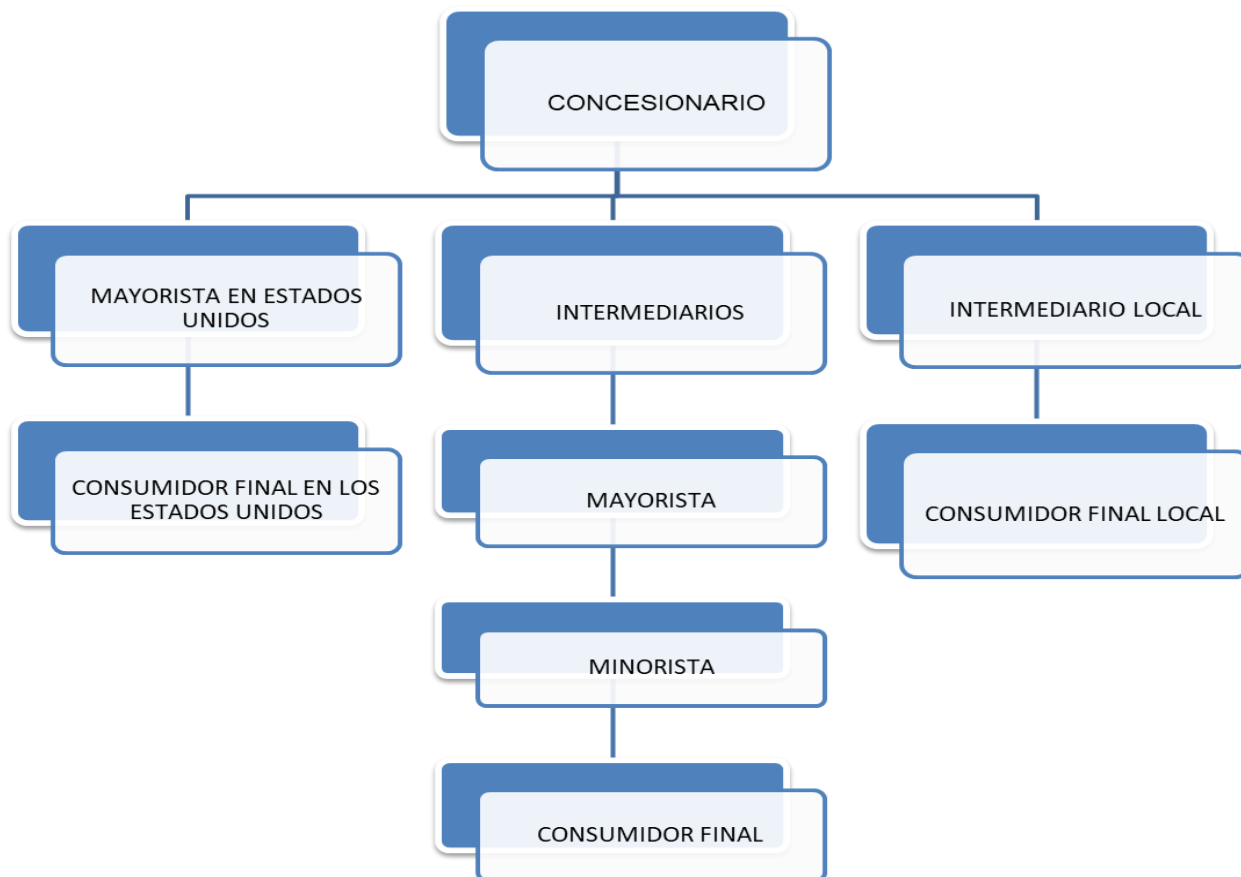 CONCESIONARIO
MAYORISTA EN ESTADOS
UNIDOS
INTERMEDIARIOS
INTERMEDIARIO LOCAL
CONSUMIDOR FINAL EN LOS
ESTADOS UNIDOS
MAYORISTA
CONSUMIDOR FINAL LOCAL
MINORISTA
CONSUMIDOR FINAL